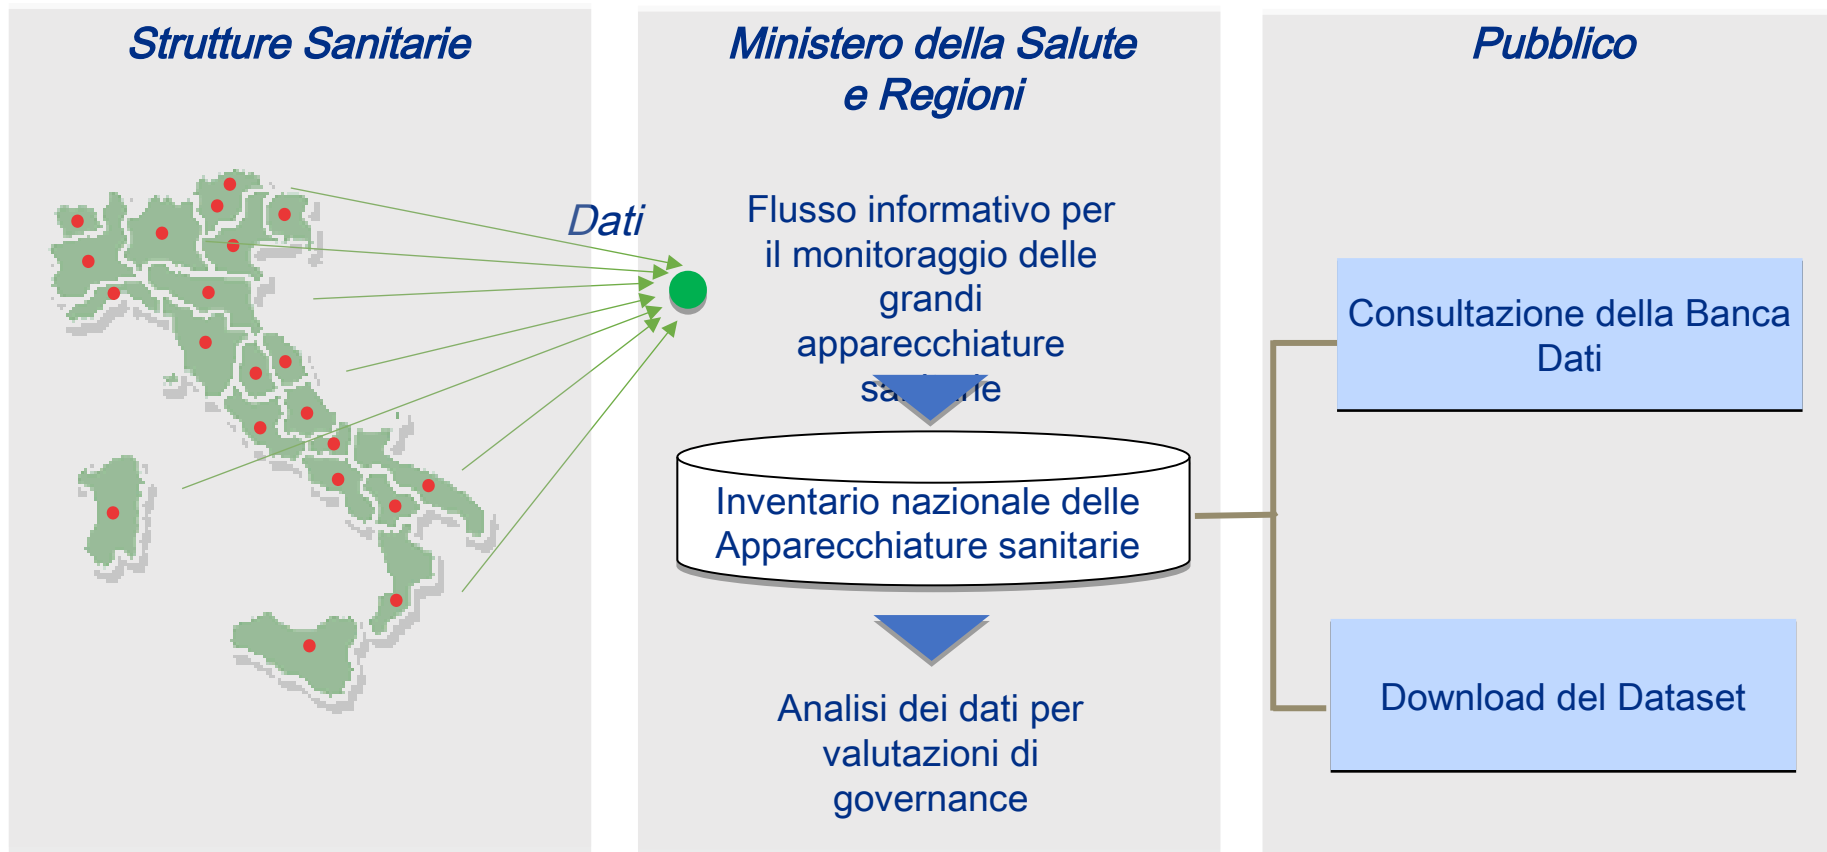 Strutture Sanitarie
Dati
Ministero della Salute
e Regioni
Flusso informativo per
il monitoraggio delle
grandi
apparecchiature
Inventario nazionale delle
Apparecchiature sanitarie
Analisi dei dati per
valutazioni di
governance
Pubblico
Consultazione della Banca
Dati
Download del Dataset